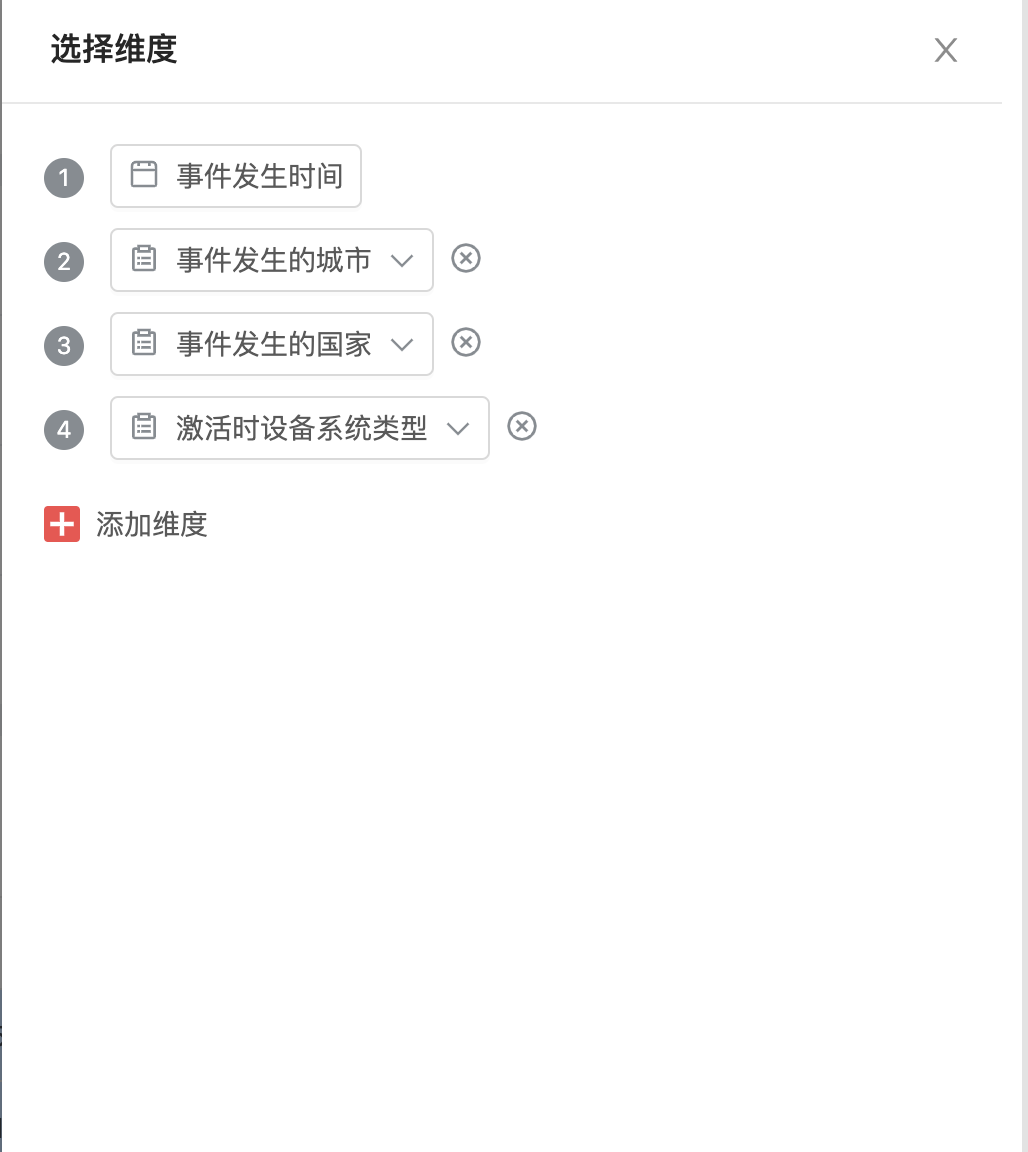 选择维度
1 事件发生时间
2 事件发生的城市
3 事件发生的国家
4 激活时设备系统类型
添加维度